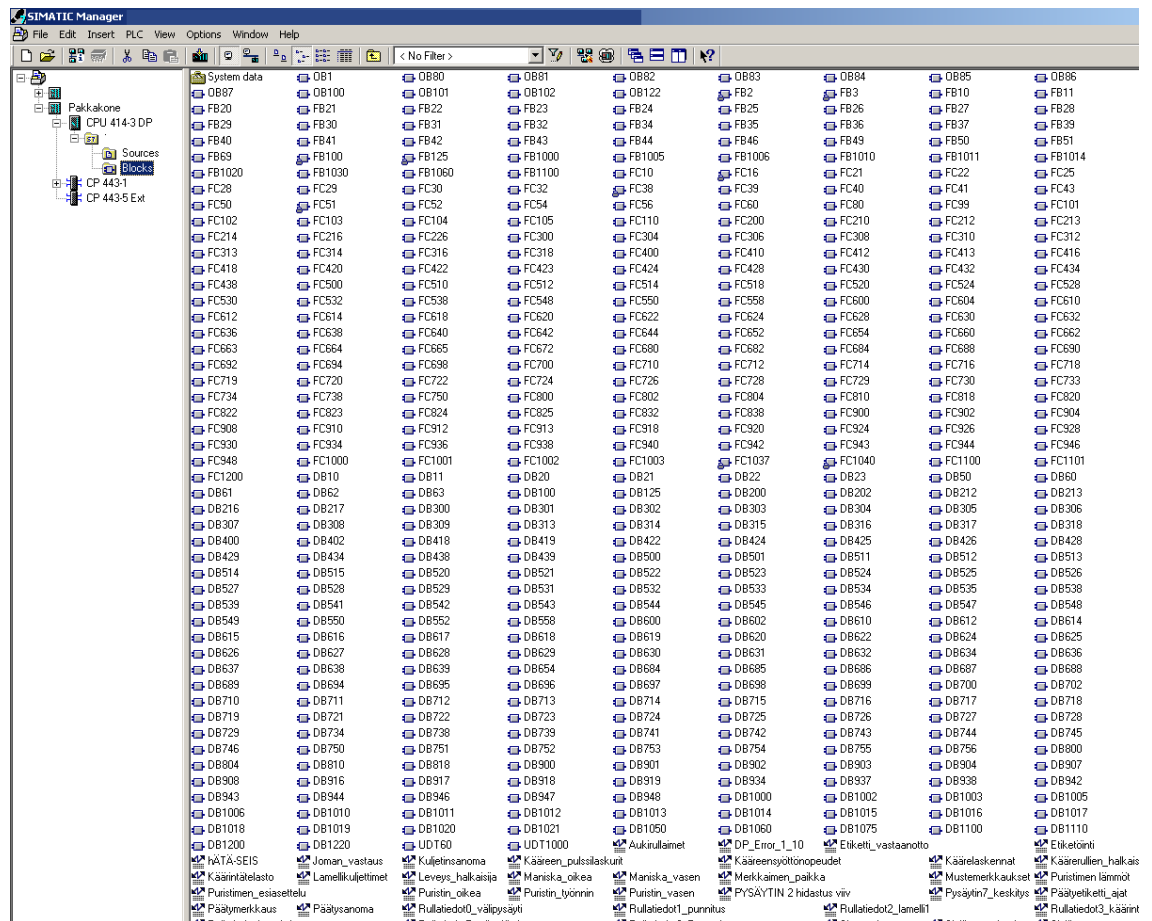 SIMATIC Manager
File Edit Insert PLC View Options Window Help
< No Filter >
Pakkakone
CPU 414-3 DP
S7
Sources
Blocks
CP 443-1
CP 443-5 Ext
System data OB1 OB80 OB81 OB82 OB83 OB84 OB85 OB86
OB87 OB100 OB101 OB102 OB122 FB2 FB3 FB10 FB11
FB20 FB21 FB22 FB23 FB24 FB25 FB26 FB27 FB28
FB29 FB30 FB31 FB32 FB34 FB35 FB36 FB37 FB39
FB40 FB41 FB42 FB43 FB44 FB46 FB49 FB50 FB51
FB69 FB100 FB125 FB1000 FB1005 FB1006 FB1010 FB1011 FB1014
FB1020 FB1030 FB1060 FB1100 FC10 FC16 FC21 FC22 FC25
FC28 FC29 FC30 FC32 FC38 FC39 FC40 FC41 FC43
FC50 FC51 FC52 FC54 FC56 FC60 FC80 FC99 FC101
FC102 FC103 FC104 FC105 FC110 FC200 FC210 FC212 FC213
FC214 FC216 FC226 FC300 FC304 FC306 FC308 FC310 FC312
FC313 FC314 FC316 FC318 FC400 FC410 FC412 FC413 FC416
FC418 FC420 FC422 FC423 FC424 FC428 FC430 FC432 FC434
FC438 FC500 FC510 FC512 FC514 FC518 FC520 FC524 FC528
FC530 FC532 FC538 FC548 FC550 FC558 FC600 FC604 FC610
FC612 FC614 FC618 FC620 FC622 FC624 FC628 FC630 FC632
FC636 FC638 FC640 FC642 FC644 FC652 FC654 FC660 FC662
FC663 FC664 FC665 FC672 FC680 FC682 FC684 FC688 FC690
FC692 FC694 FC698 FC700 FC710 FC712 FC714 FC716 FC718
FC719 FC720 FC722 FC724 FC726 FC728 FC729 FC730 FC733
FC734 FC738 FC750 FC800 FC802 FC804 FC810 FC818 FC820
FC822 FC823 FC824 FC825 FC832 FC838 FC900 FC902 FC904
FC908 FC910 FC912 FC913 FC918 FC920 FC924 FC926 FC928
FC930 FC934 FC936 FC938 FC940 FC942 FC943 FC944 FC946
FC948 FC1000 FC1001 FC1002 FC1003 FC1037 FC1040 FC1100 FC1101
FC1200 DB10 DB11 DB20 DB21 DB22 DB23 DB50 DB60
DB61 DB62 DB63 DB100 DB125 DB200 DB202 DB212 DB213
DB216 DB217 DB300 DB301 DB302 DB303 DB304 DB305 DB306
DB307 DB308 DB309 DB313 DB314 DB315 DB316 DB317 DB318
DB400 DB402 DB418 DB419 DB422 DB424 DB425 DB426 DB428
DB429 DB434 DB438 DB439 DB500 DB501 DB511 DB512 DB513
DB514 DB515 DB520 DB521 DB522 DB523 DB524 DB525 DB526
DB527 DB528 DB529 DB531 DB532 DB533 DB534 DB535 DB538
DB539 DB541 DB542 DB543 DB544 DB545 DB546 DB547 DB548
DB549 DB550 DB552 DB558 DB600 DB602 DB610 DB612 DB614
DB615 DB616 DB617 DB618 DB619 DB620 DB622 DB624 DB625
DB626 DB627 DB628 DB629 DB630 DB631 DB632 DB634 DB636
DB637 DB638 DB639 DB654 DB684 DB685 DB686 DB687 DB688
DB689 DB694 DB695 DB696 DB697 DB698 DB699 DB700 DB702
DB710 DB711 DB712 DB713 DB714 DB715 DB716 DB717 DB718
DB719 DB721 DB722 DB723 DB724 DB725 DB726 DB727 DB728
DB729 DB734 DB738 DB739 DB741 DB742 DB743 DB744 DB745
DB746 DB750 DB751 DB752 DB753 DB754 DB755 DB756 DB800
DB804 DB810 DB818 DB900 DB901 DB902 DB903 DB904 DB907
DB908 DB916 DB917 DB918 DB919 DB934 DB937 DB938 DB942
DB943 DB944 DB946 DB947 DB948 DB1000 DB1002 DB1003 DB1005
DB1006 DB1010 DB1011 DB1012 DB1013 DB1014 DB1015 DB1016 DB1017
DB1018 DB1019 DB1020 DB1021 DB1050 DB1060 DB1075 DB1100 DB1110
DB1200 DB1220 UDT60 UDT1000 Aukirullaimet DP_Error_1_10 Etiketti_vastaanotto Etiketöinti
hÄTÄ-SEIS Joman_vastaus Kuljetinsanoma Kääreen_pulssilaskurit Kääreensyöttönopeudet Käärelaskennat Käärerullien_halkais
Käärintätelasto Lamellikuljettimet Leveys_halkaisija Maniska_oikea Maniska_vasen Merkkaimen_paikka Mustemerkkaukset Puristimen lämmöt
Puristimen_esiasettelu Puristin_oikea Puristin_työnnin Puristin_vasen PYSÄYTIN 2 hidastus viiv Pysäytin7_keskitys Pääyetiketti_ajat
Päätymerkkaus Päätysanoma Rullatiedot0_välipysäyti Rullatiedot1_punnitus Rullatiedot2_lamelli1 Rullatiedot3_käärint